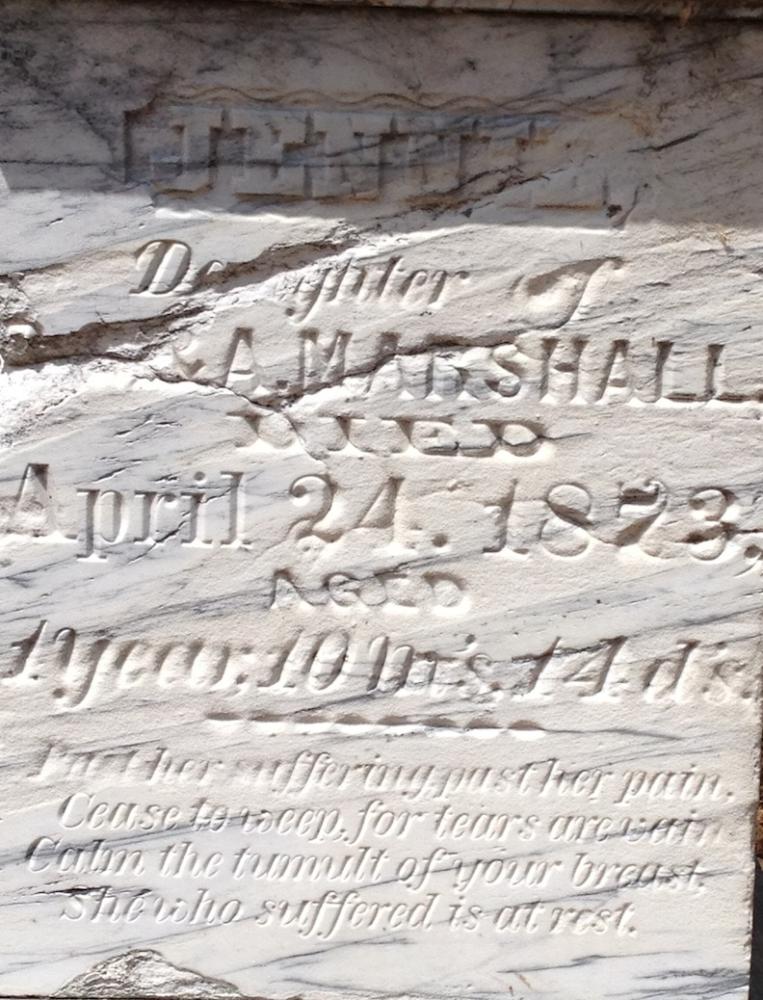 JENNIE,
Daughter of
& A. MARSHALL
DIED
April 24. 1873,
AGED
1 year, 10 m's, 14 d's.
Past her suffering, past her pain.
Cease to weep, for tears are vain
Calm the tumult of your breast,
She who suffered is at rest.